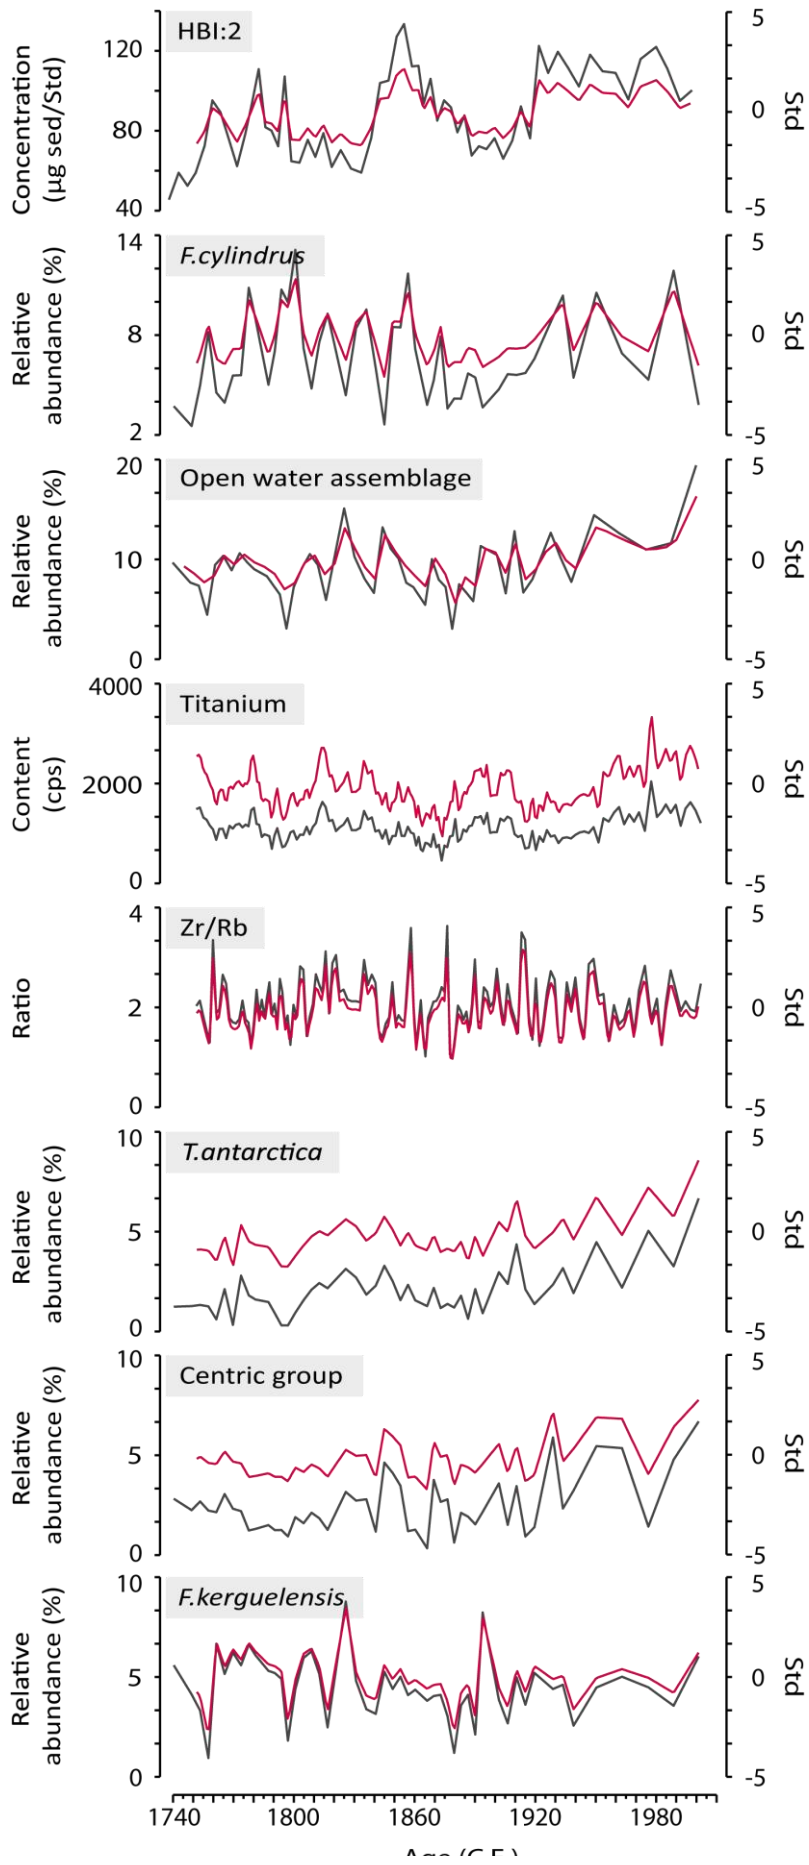 HBI:2
Concentration
(µg sed/Std)
120
80
40
5
0
-5
Std
F.cylindrus
Relative
abundance (%)
14
8
2
5
0
-5
Std
Open water assemblage
Relative
abundance (%)
20
10
0
5
0
-5
Std
Titanium
Content
(cps)
4000
2000
0
5
0
-5
Std
Zr/Rb
Ratio
4
2
0
5
0
-5
Std
T.antarctica
Relative
abundance (%)
10
5
0
5
0
-5
Std
Centric group
Relative
abundance (%)
10
5
0
5
0
-5
Std
F.kerguelensis
Relative
abundance (%)
10
5
0
5
0
-5
Std
1740 1800 1860 1920 1980
Age (C.E.)